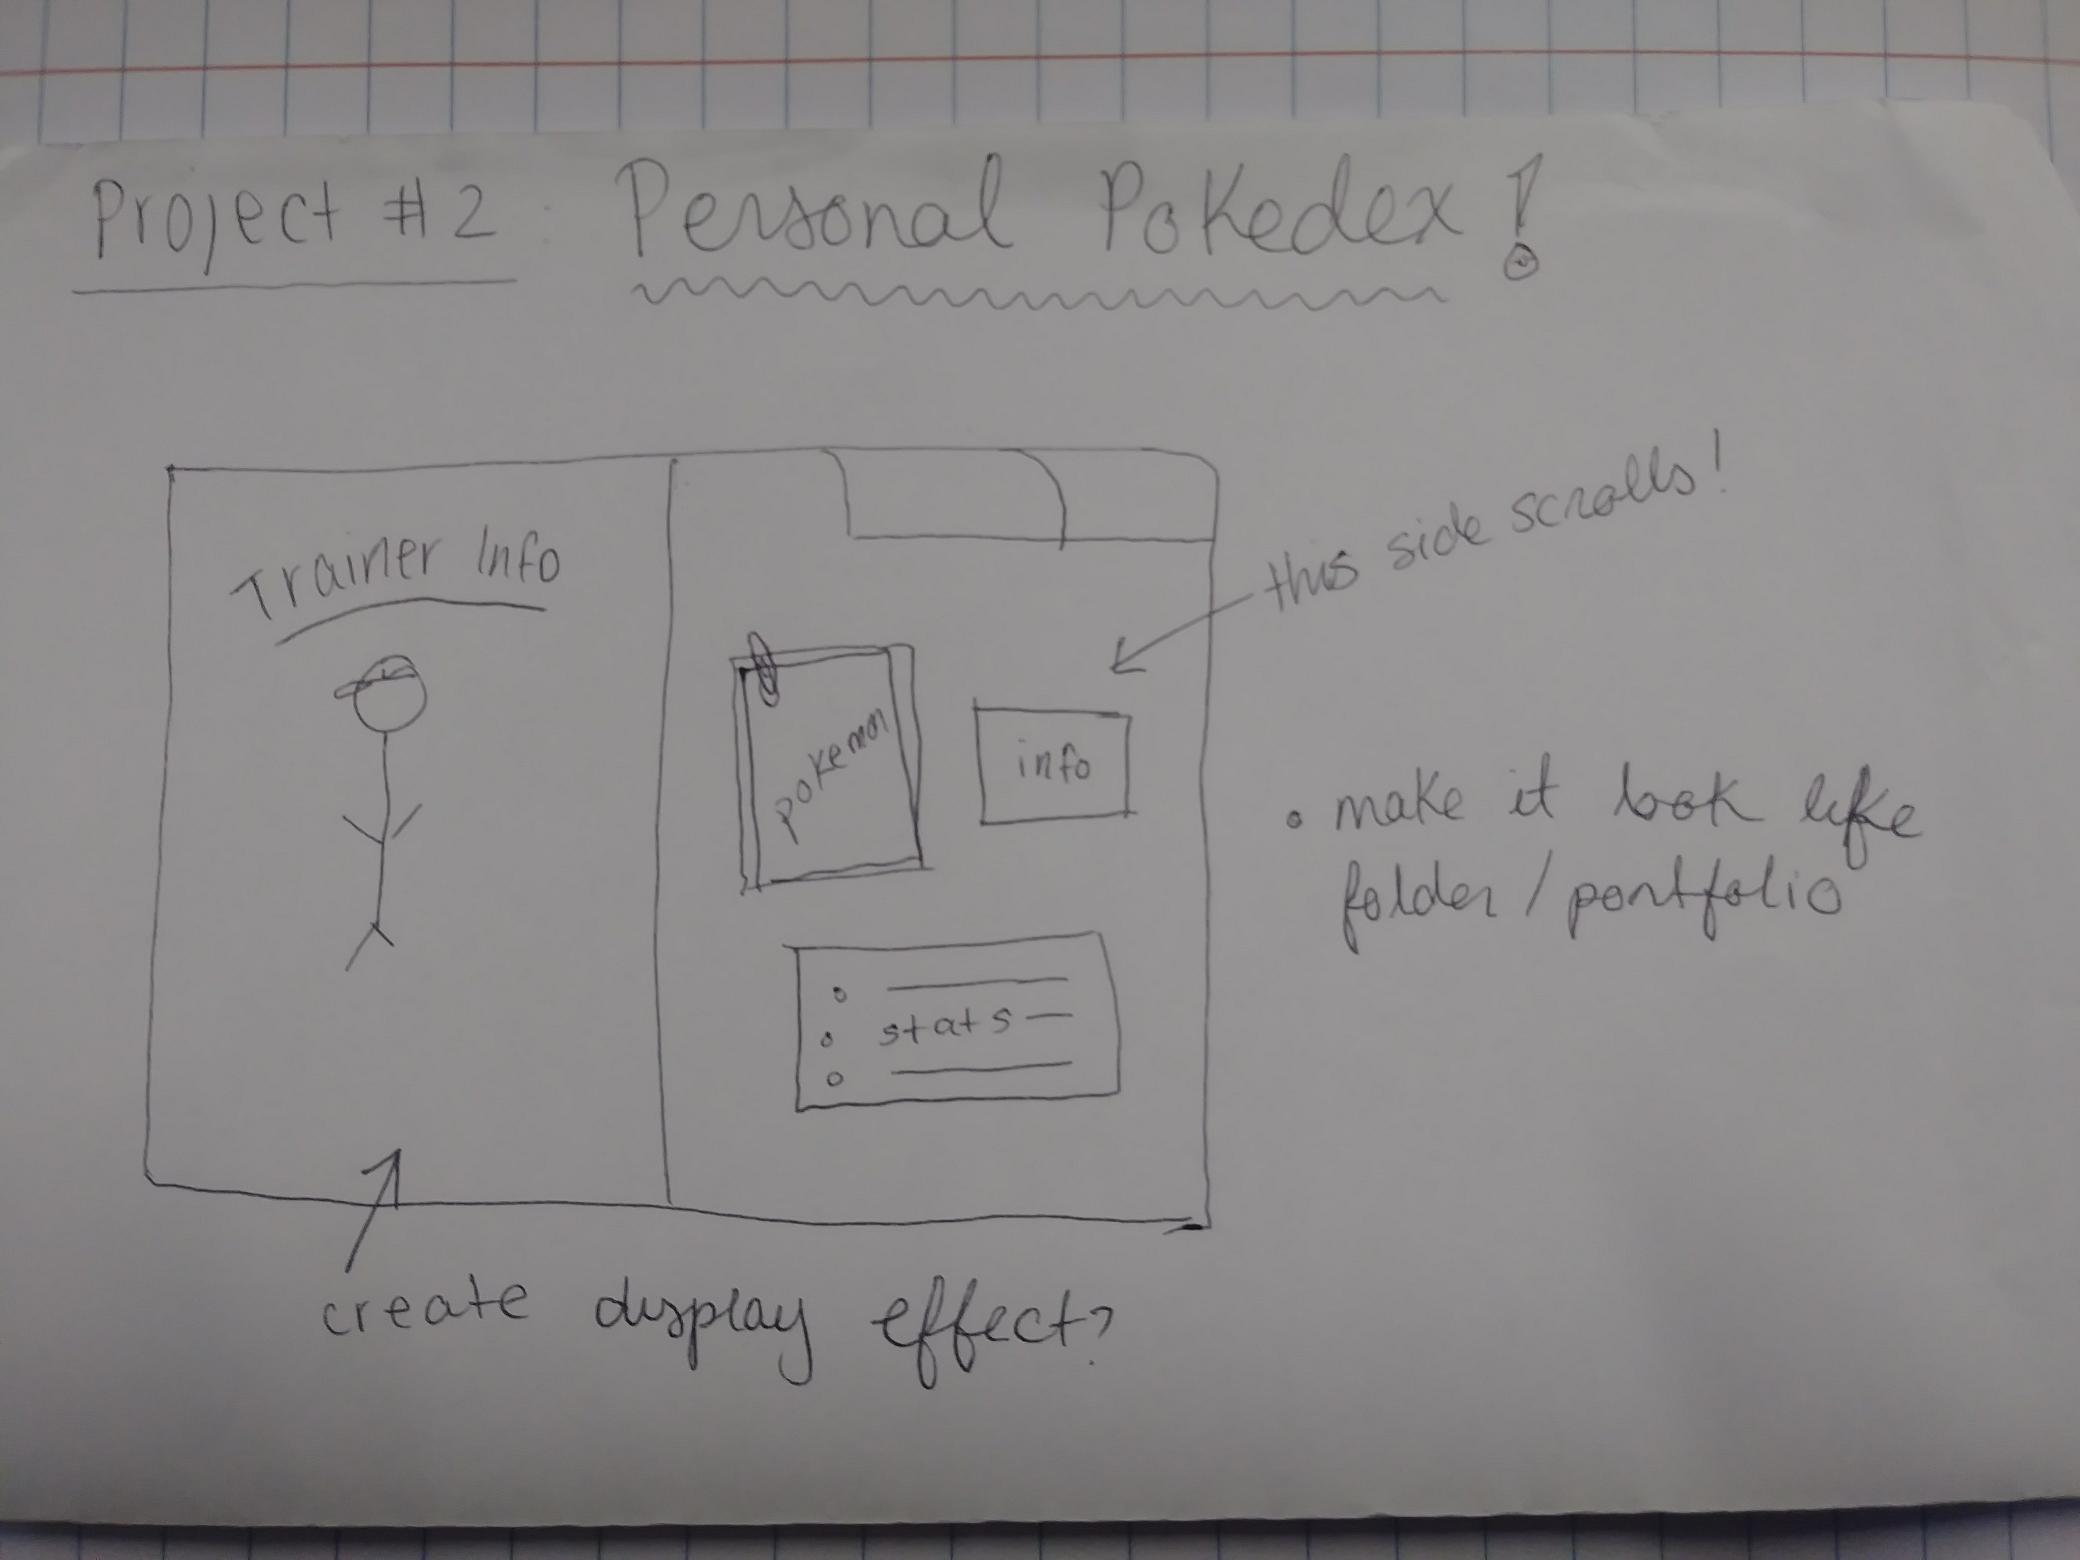 Project #2: Personal Pokedex!
Trainer Info
this side scrolls!
pokemon
info
stats
• make it look like
folder / portfolio
create display effect?